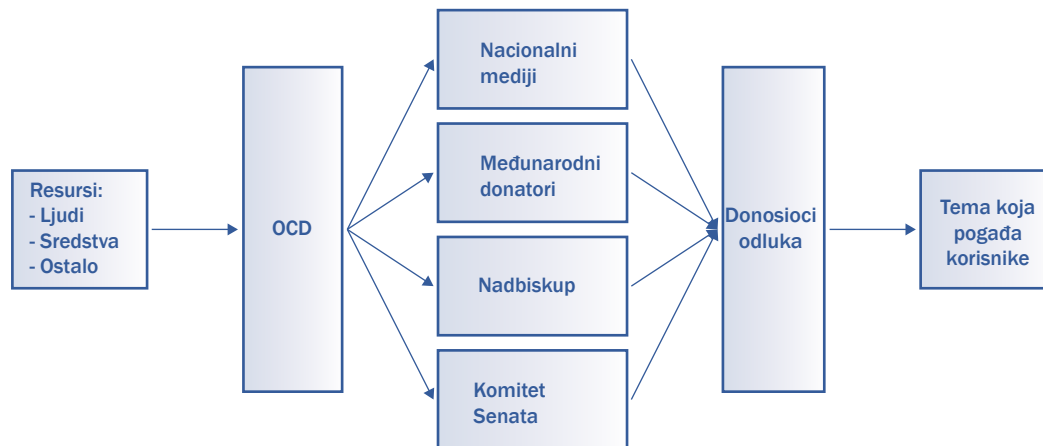 Resursi:
- Ljudi
- Sredstva
- Ostalo
OCD
Nacionalni
mediji
Međunarodni
donatori
Nadbiskup
Komitet
Senata
Donosioci
odluka
Tema koja
pogađa
korisnike